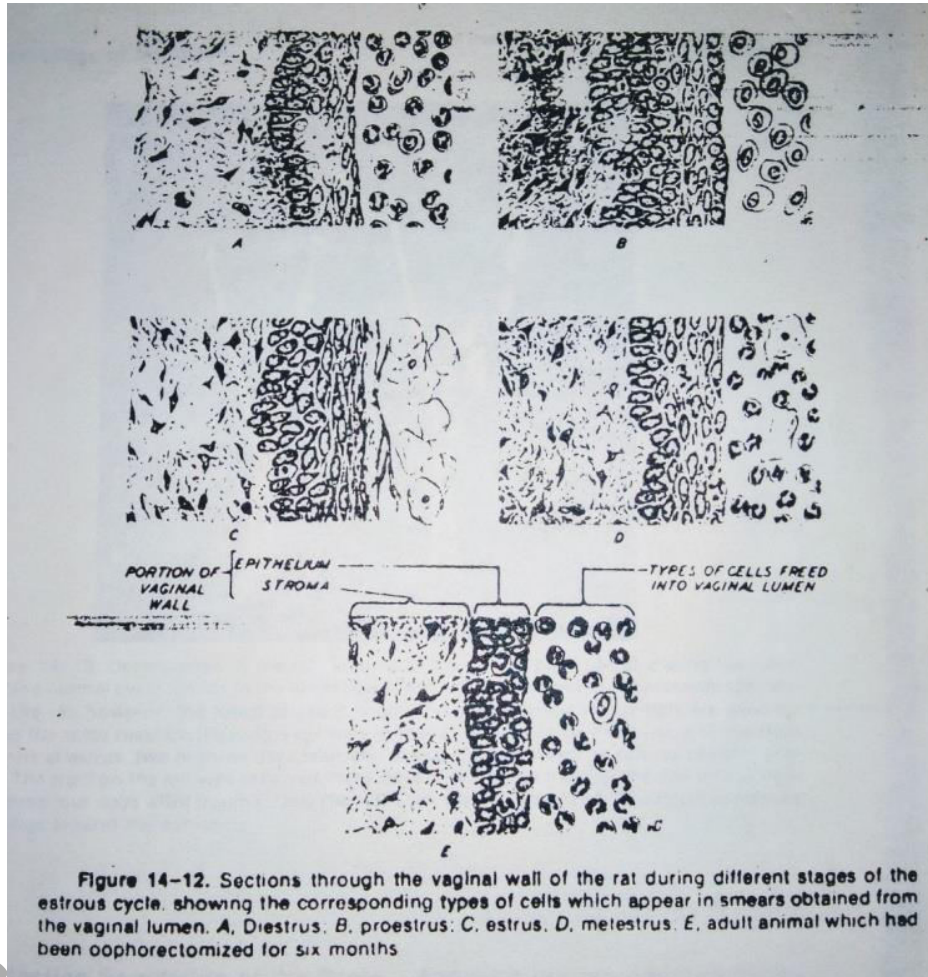 A
B
C
D
PORTION OF VAGINAL WALL
EPITHELIUM
STROMA
TYPES OF CELLS FREED
INTO VAGINAL LUMEN
E
Figure 14-12. Sections through the vaginal wall of the rat during different stages of the
estrous cycle, showing the corresponding types of cells which appear in smears obtained from
the vaginal lumen. A, Diestrus; B, proestrus; C, estrus, D, metestrus; E, adult animal which had
been oophorectomized for six months